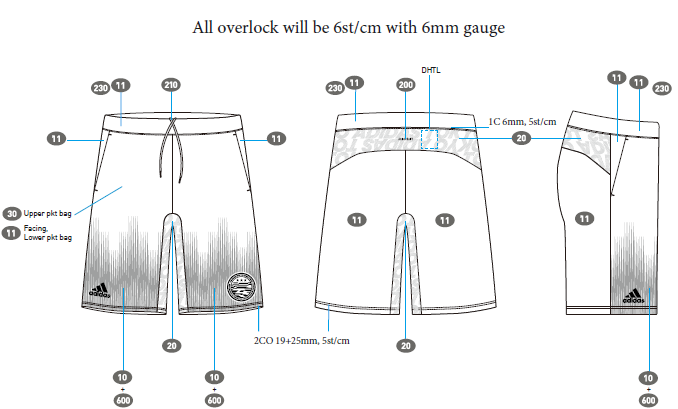 All overlock will be 6st/cm with 6mm gauge
DHTL
230 11 210
230 11 200
11 11 230
1C 6mm, 5st/cm
11 11
20
30 Upper pkt bag
11 Facing,
Lower pkt bag
11 11
11
adidas
adidas
2CO 19+25mm, 5st/cm
20
20
10
+
600
10
+
600
10
+
600